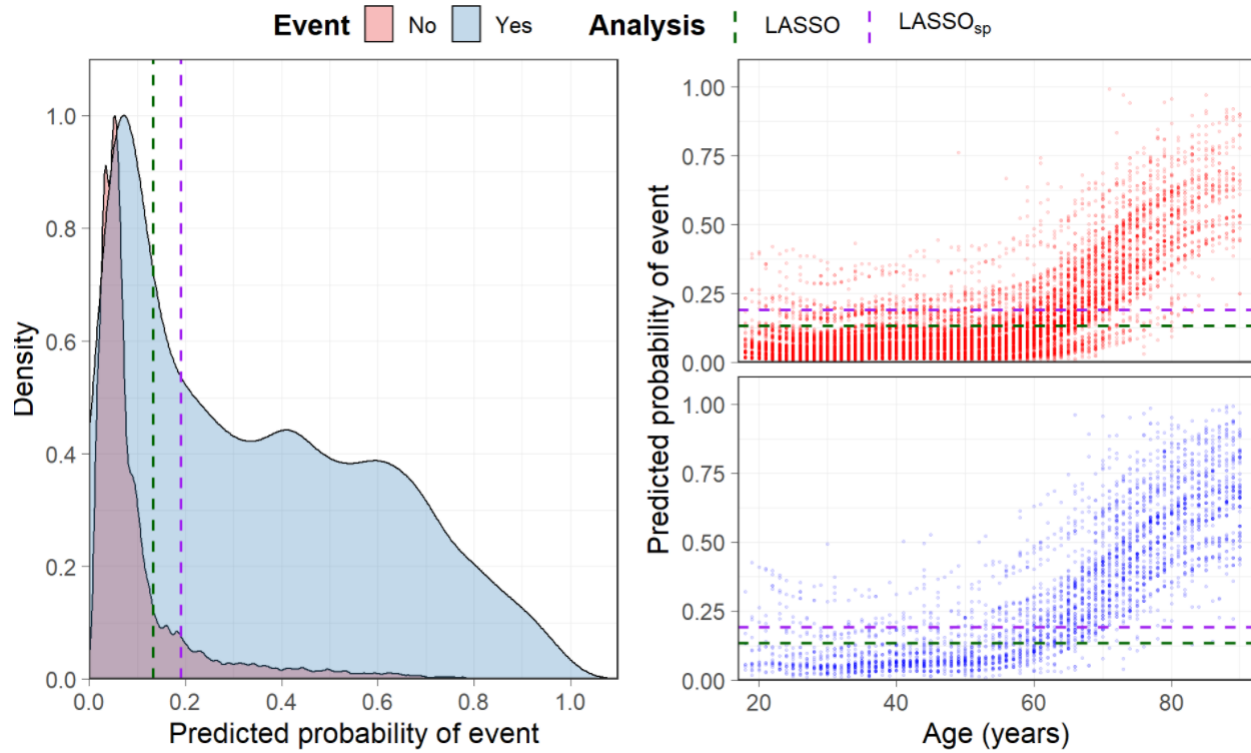 Event No Yes Analysis LASSO LASSOsp
Density
1.0
0.8
0.6
0.4
0.2
0.0
0.0 0.2 0.4 0.6 0.8 1.0
Predicted probability of event
Predicted probability of event
1.00
0.75
0.50
0.25
0.00
1.00
0.75
0.50
0.25
0.00
20 40 60 80
Age (years)